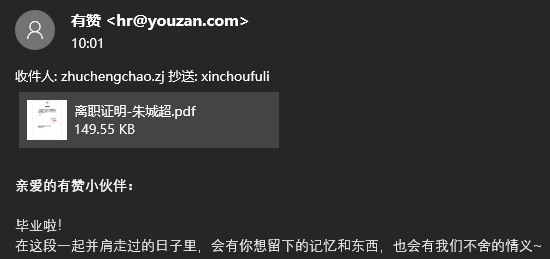 有赞 <hr@youzan.com>
10:01
收件人: zhuchengchao.zj 抄送: xinchoufuli
离职证明-朱城超.pdf
149.55 KB
亲爱的有赞小伙伴：
毕业啦!
在这段一起并肩走过的日子里，会有你想留下的记忆和东西，也会有我们不舍的情义~